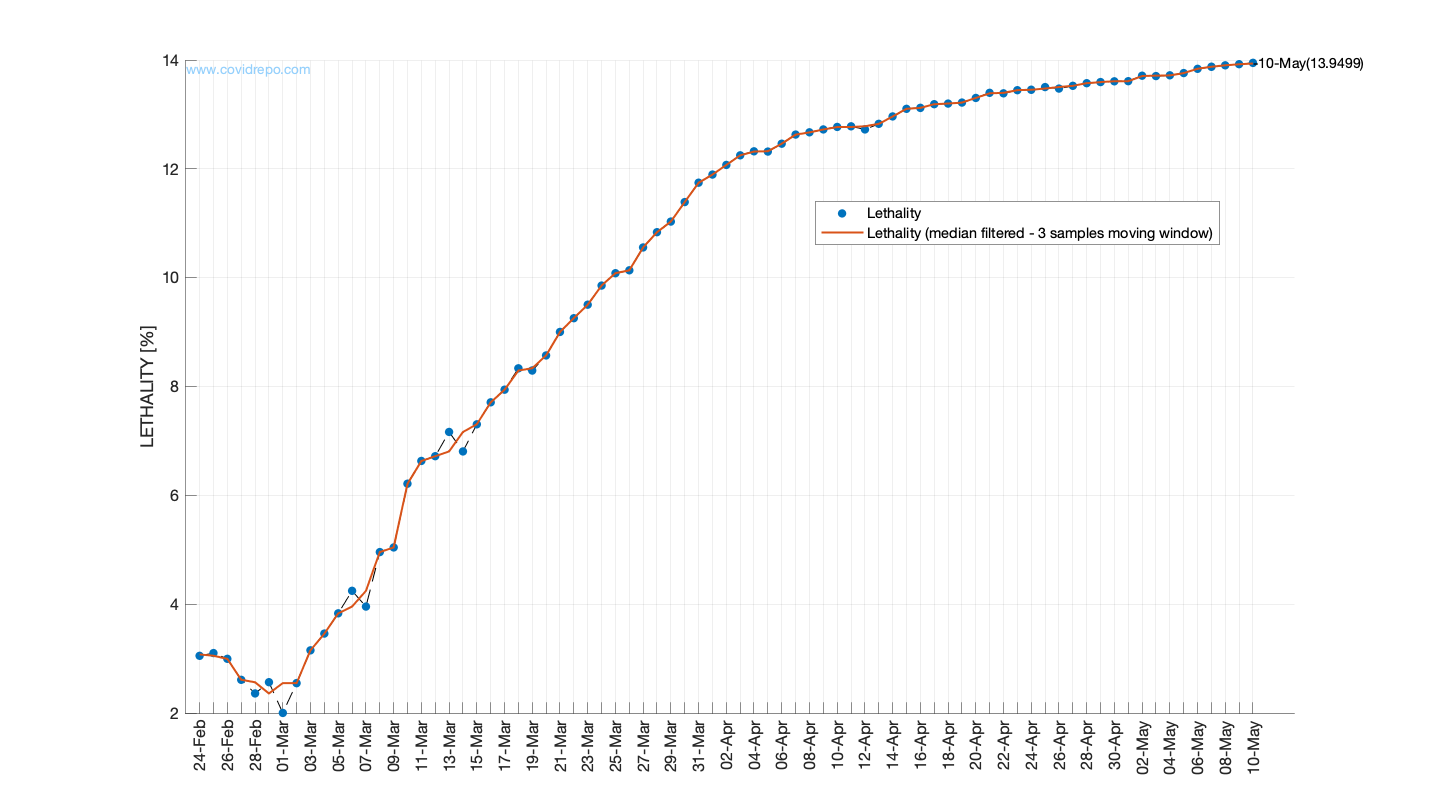 www.covidrepo.com
10-May(13.9499)
14
12
10
8
6
4
2
LETHALITY [%]
Lethality
Lethality (median filtered - 3 samples moving window)
24-Feb
26-Feb
28-Feb
01-Mar
03-Mar
05-Mar
07-Mar
09-Mar
11-Mar
13-Mar
15-Mar
17-Mar
19-Mar
21-Mar
23-Mar
25-Mar
27-Mar
29-Mar
31-Mar
02-Apr
04-Apr
06-Apr
08-Apr
10-Apr
12-Apr
14-Apr
16-Apr
18-Apr
20-Apr
22-Apr
24-Apr
26-Apr
28-Apr
30-Apr
02-May
04-May
06-May
08-May
10-May